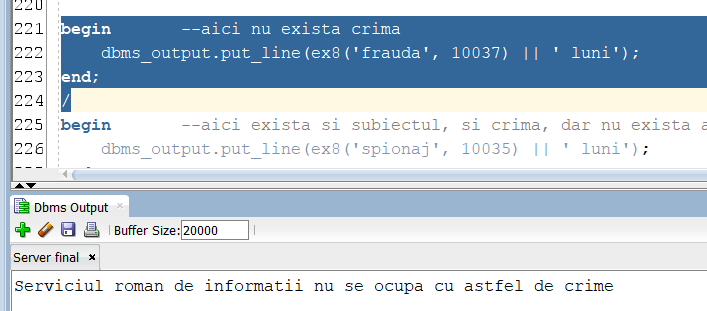 220
221 begin --aici nu exista crima
222 dbms_output.put_line(ex8('frauda', 10037) || ' luni');
223 end;
224 /
225 begin --aici exista si subiectul, si crima, dar nu exista
226 dbms_output.put_line(ex8('spionaj', 10035) || ' luni');
Dbms Output ×
Buffer Size: 20000
Server final ×
Serviciul roman de informatii nu se ocupa cu astfel de crime